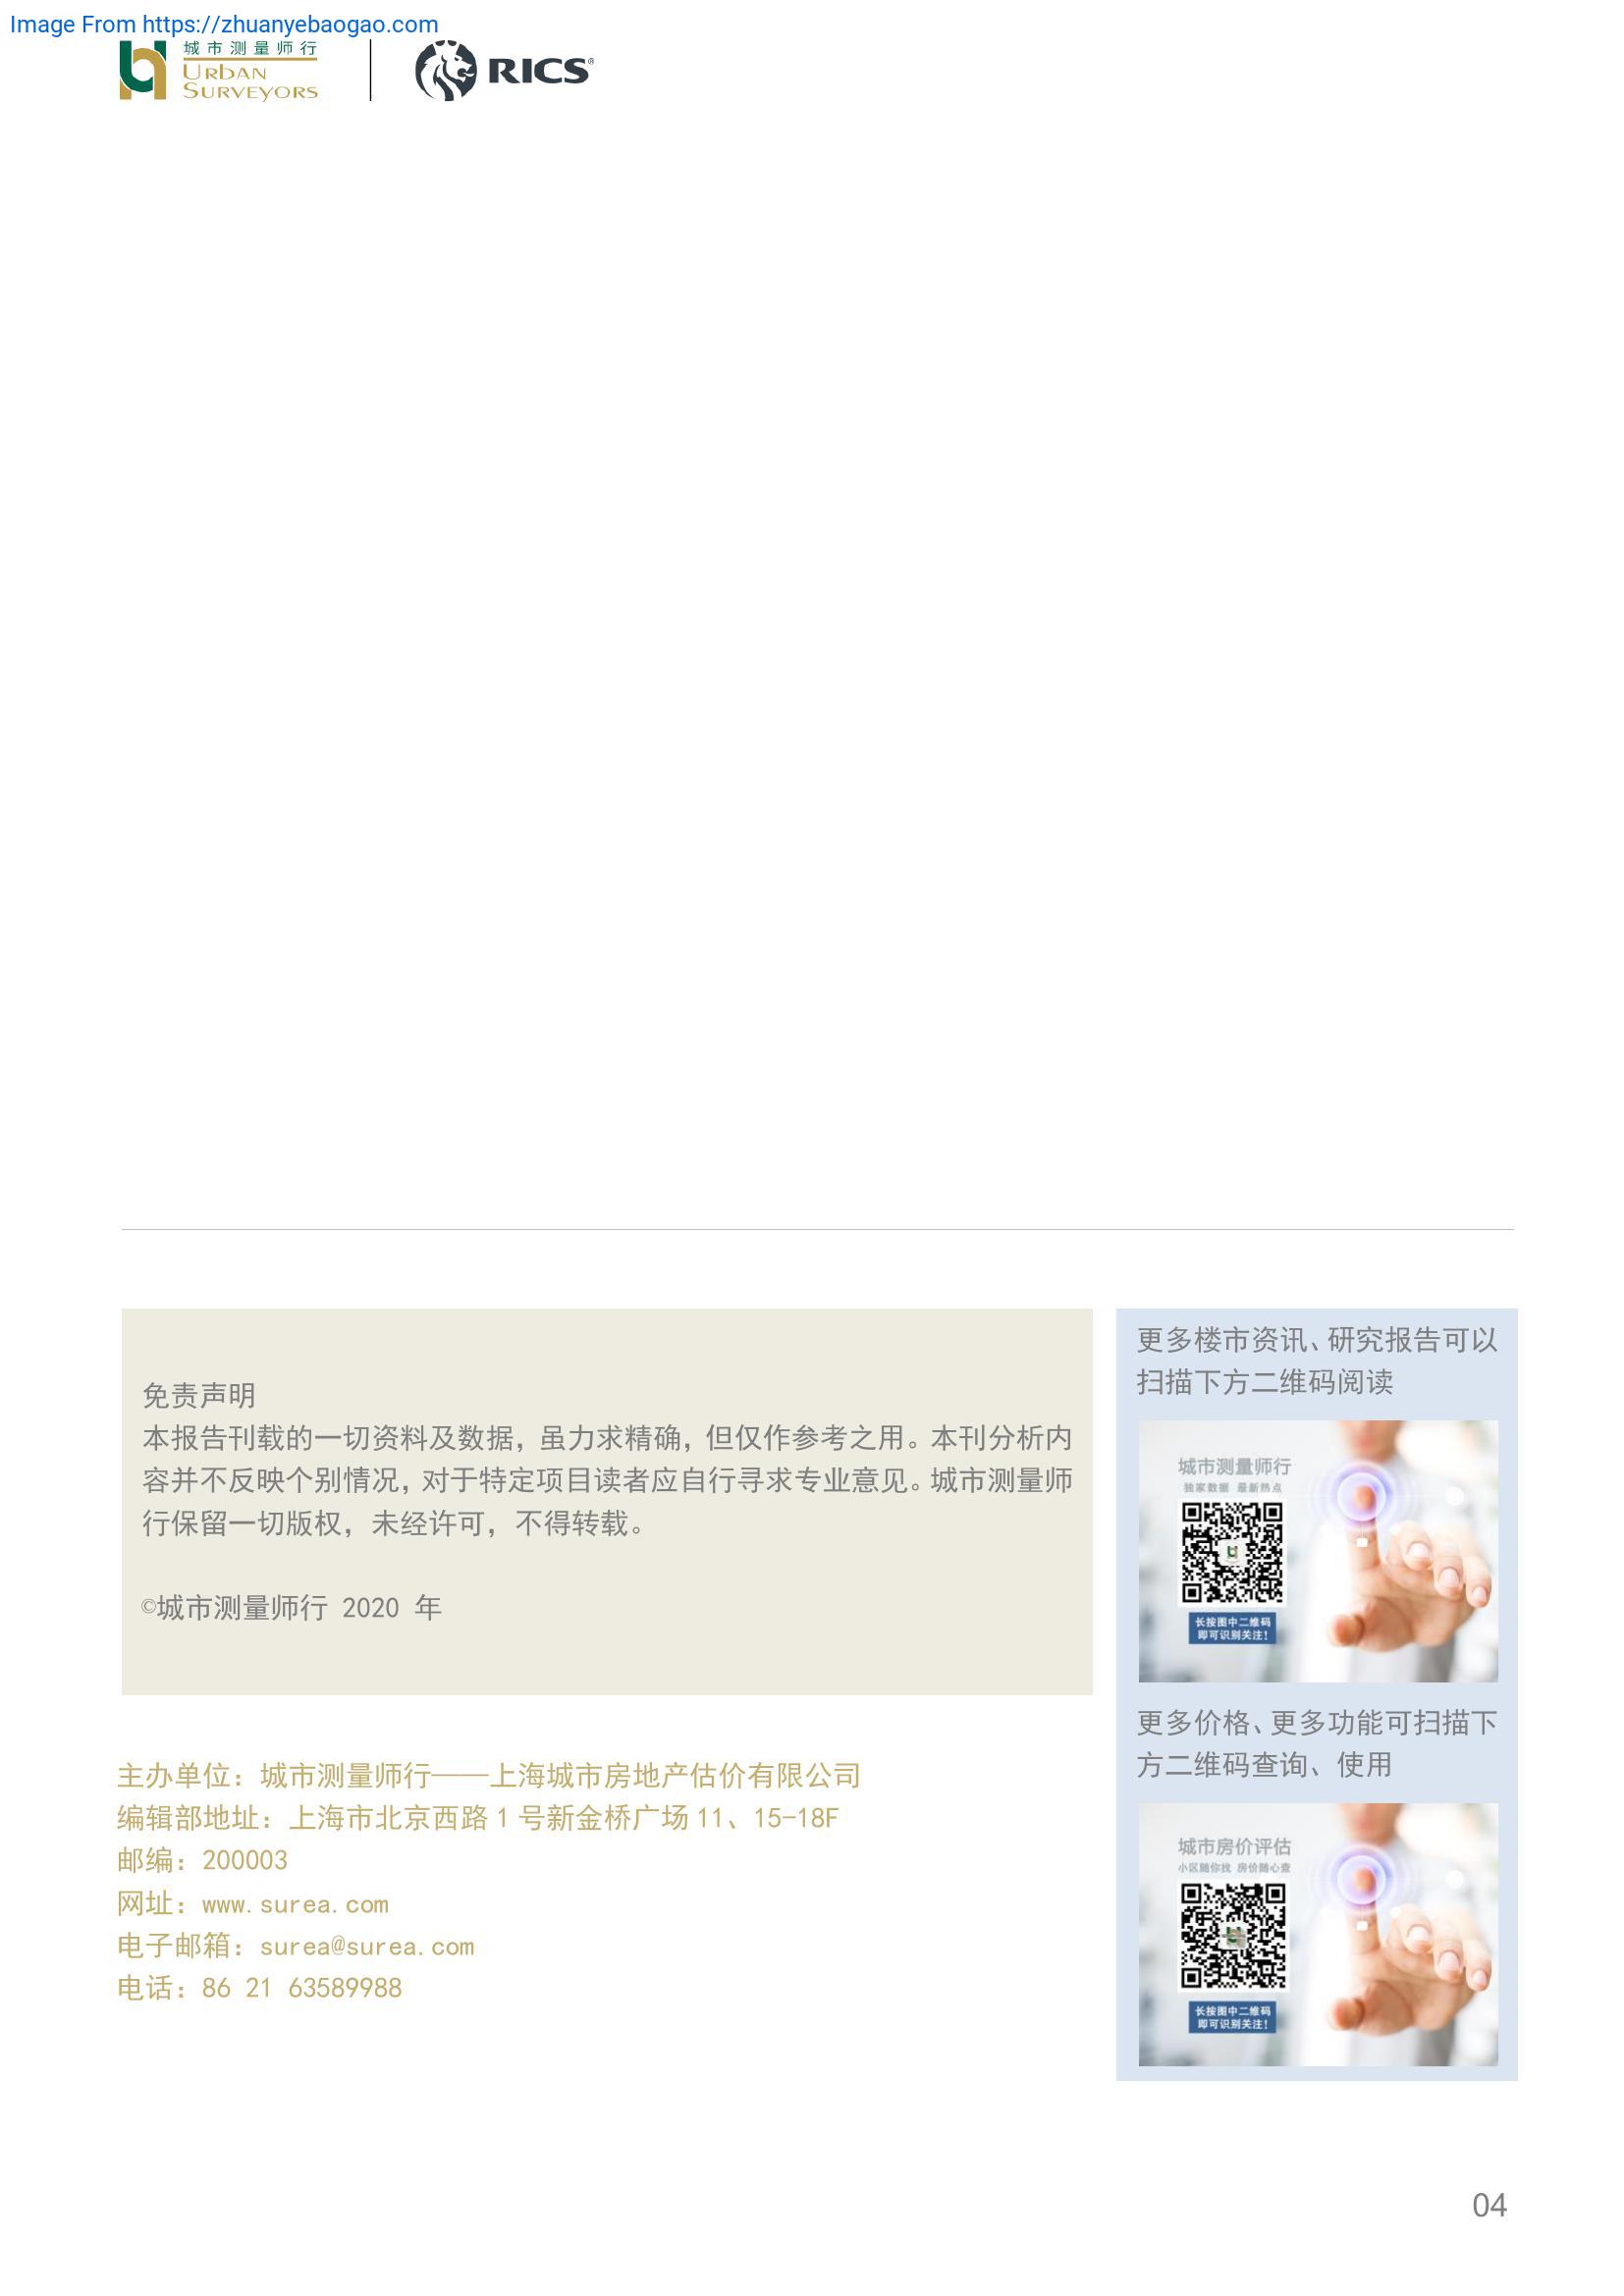 Image From https://zhuanyebaogao.com
城市测量师行
URBAN
SURVEYORS
RICS®
免责声明
本报告刊载的一切资料及数据，虽力求精确，但仅作参考之用。本刊分析内
容并不反映个别情况，对于特定项目读者应自行寻求专业意见。城市测量师
行保留一切版权，未经许可，不得转载。
©城市测量师行 2020 年
主办单位：城市测量师行——上海城市房地产估价有限公司
编辑部地址：上海市北京西路 1 号新金桥广场 11、15-18F
邮编：200003
网址：www.surea.com
电子邮箱：surea@surea.com
电话：86 21 63589988
更多楼市资讯、研究报告可以
扫描下方二维码阅读
城市测量师行
独家数据 最新热点
长按图中二维码
即可识别关注！
更多价格、更多功能可扫描下
方二维码查询、使用
城市房价评估
小区随你找 房价随心查
长按图中二维码
即可识别关注！
04